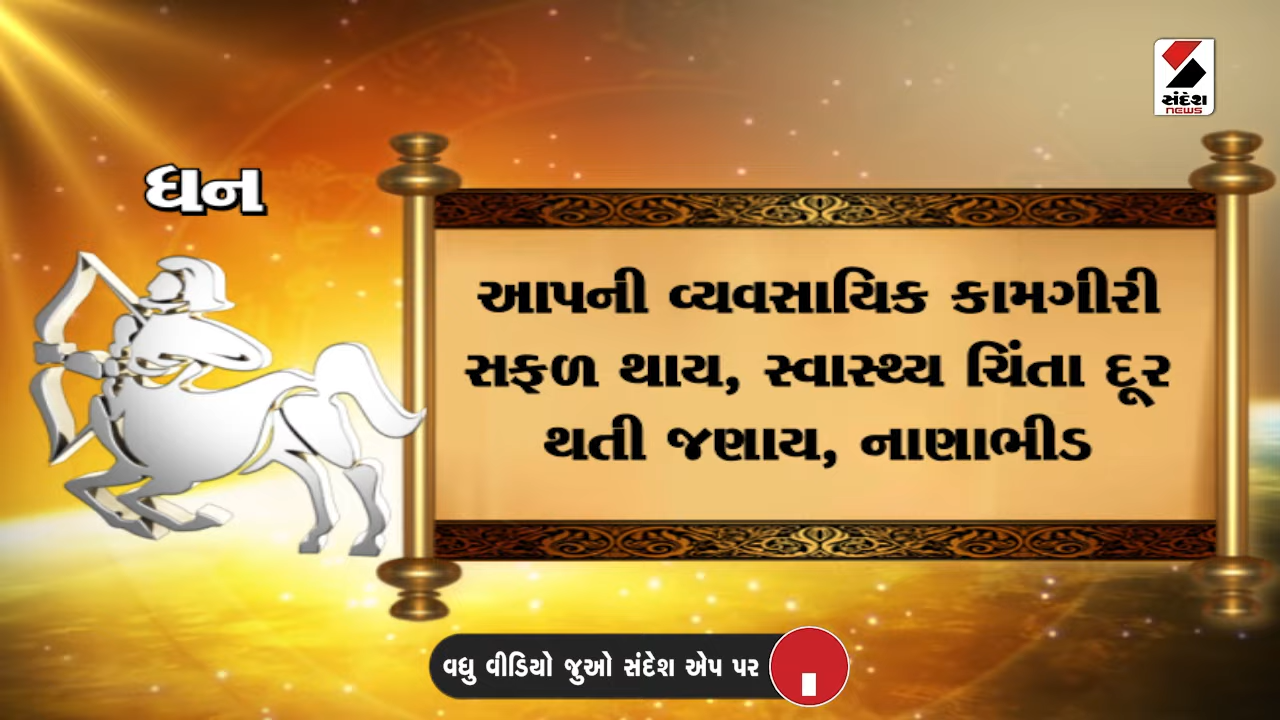 સંદેશ
NEWS
ધન
આપની વ્યવસાયિક કામગીરી
સફળ થાય, સ્વાસ્થ્ય ચિંતા દૂર
થતી જણાય, નાણાભીડ
વધુ વીડિયો જુઓ સંદેશ એપ પર